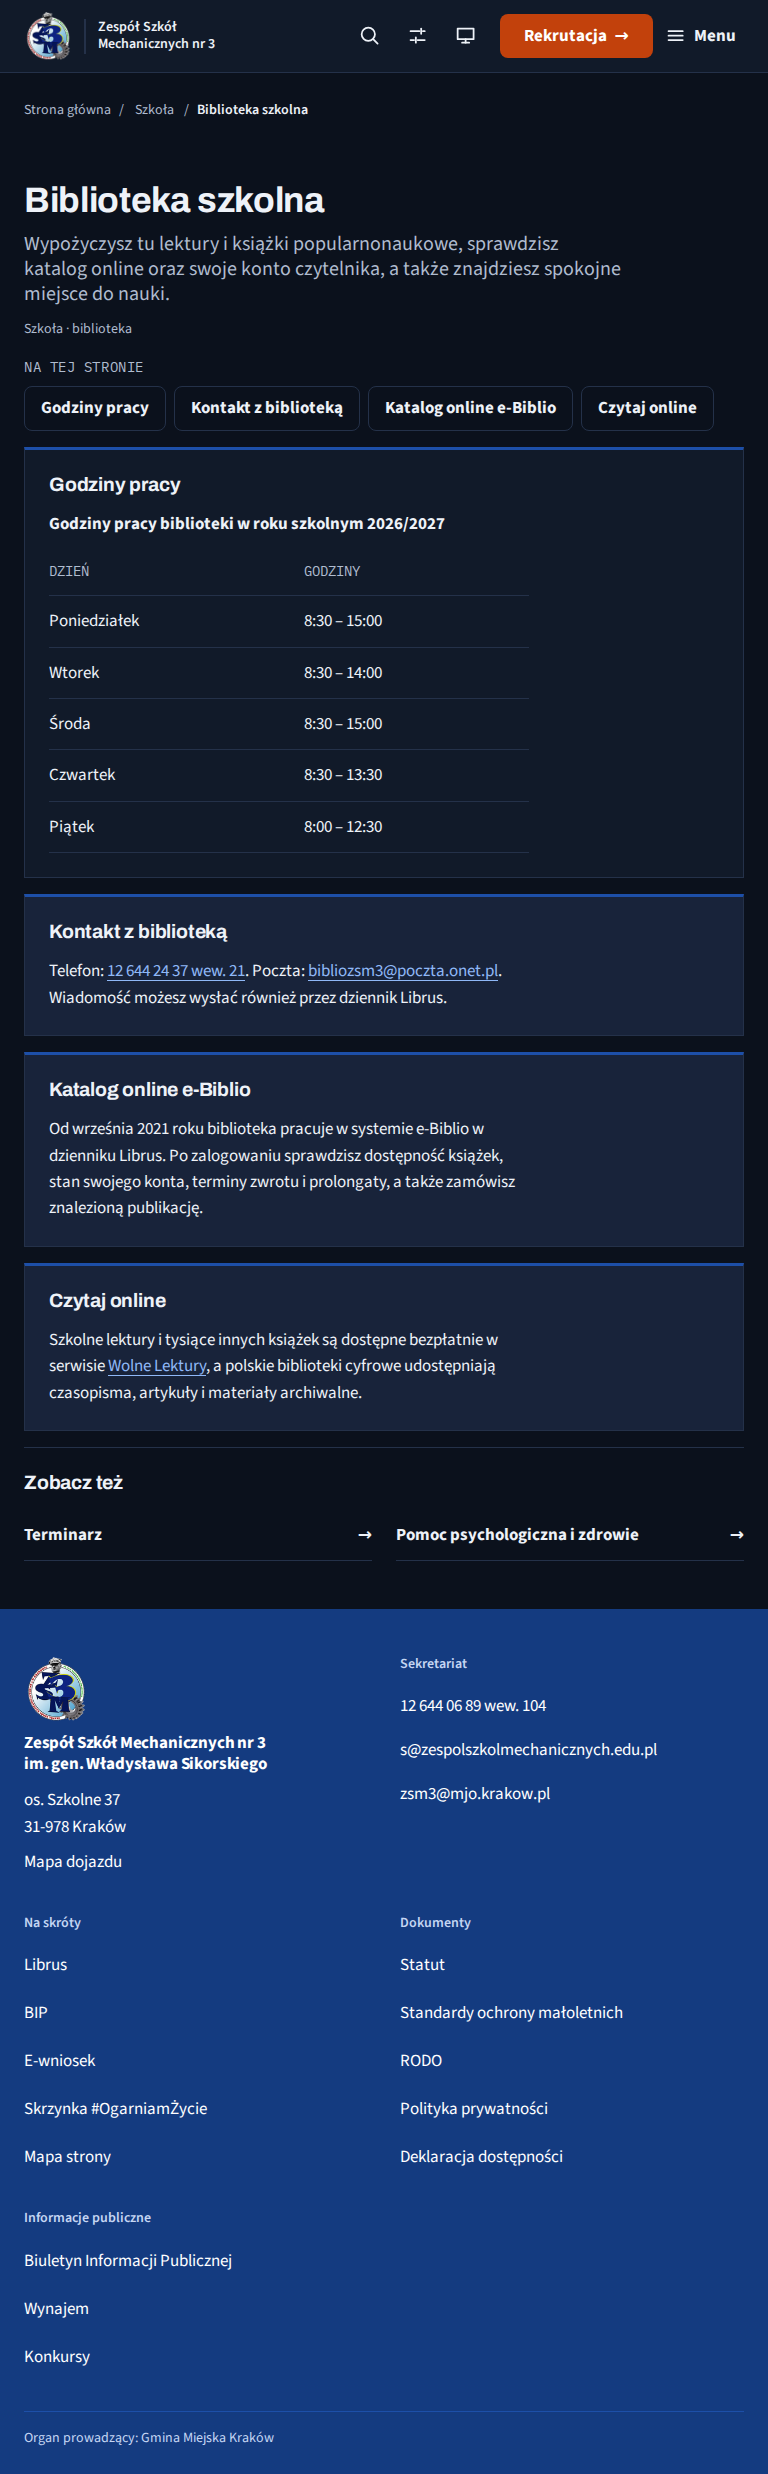 Zespół Szkół
Mechanicznych nr 3
Rekrutacja →
Menu
Strona główna / Szkoła / Biblioteka szkolna
Biblioteka szkolna
Wypożyczysz tu lektury i książki popularnonaukowe, sprawdzisz
katalog online oraz swoje konto czytelnika, a także znajdziesz spokojne
miejsce do nauki.
Szkoła · biblioteka
NA TEJ STRONIE
Godziny pracy
Kontakt z biblioteką
Katalog online e-Biblio
Czytaj online
Godziny pracy
Godziny pracy biblioteki w roku szkolnym 2026/2027
DZIEŃ GODZINY
Poniedziałek 8:30 – 15:00
Wtorek 8:30 – 14:00
Środa 8:30 – 15:00
Czwartek 8:30 – 13:30
Piątek 8:00 – 12:30
Kontakt z biblioteką
Telefon: 12 644 24 37 wew. 21. Poczta: bibliozsm3@poczta.onet.pl.
Wiadomość możesz wysłać również przez dziennik Librus.
Katalog online e-Biblio
Od września 2021 roku biblioteka pracuje w systemie e-Biblio w
dzienniku Librus. Po zalogowaniu sprawdzisz dostępność książek,
stan swojego konta, terminy zwrotu i prolongaty, a także zamówisz
znalezioną publikację.
Czytaj online
Szkolne lektury i tysiące innych książek są dostępne bezpłatnie w
serwisie Wolne Lektury, a polskie biblioteki cyfrowe udostępniają
czasopisma, artykuły i materiały archiwalne.
Zobacz też
Terminarz →
Pomoc psychologiczna i zdrowie →
Zespół Szkół Mechanicznych nr 3
im. gen. Władysława Sikorskiego
os. Szkolne 37
31-978 Kraków
Mapa dojazdu
Sekretariat
12 644 06 89 wew. 104
s@zespolszkolmechanicznych.edu.pl
zsm3@mjo.krakow.pl
Na skróty
Librus
BIP
E-wniosek
Skrzynka #OgarniamŻycie
Mapa strony
Dokumenty
Statut
Standardy ochrony małoletnich
RODO
Polityka prywatności
Deklaracja dostępności
Informacje publiczne
Biuletyn Informacji Publicznej
Wynajem
Konkursy
Organ prowadzący: Gmina Miejska Kraków